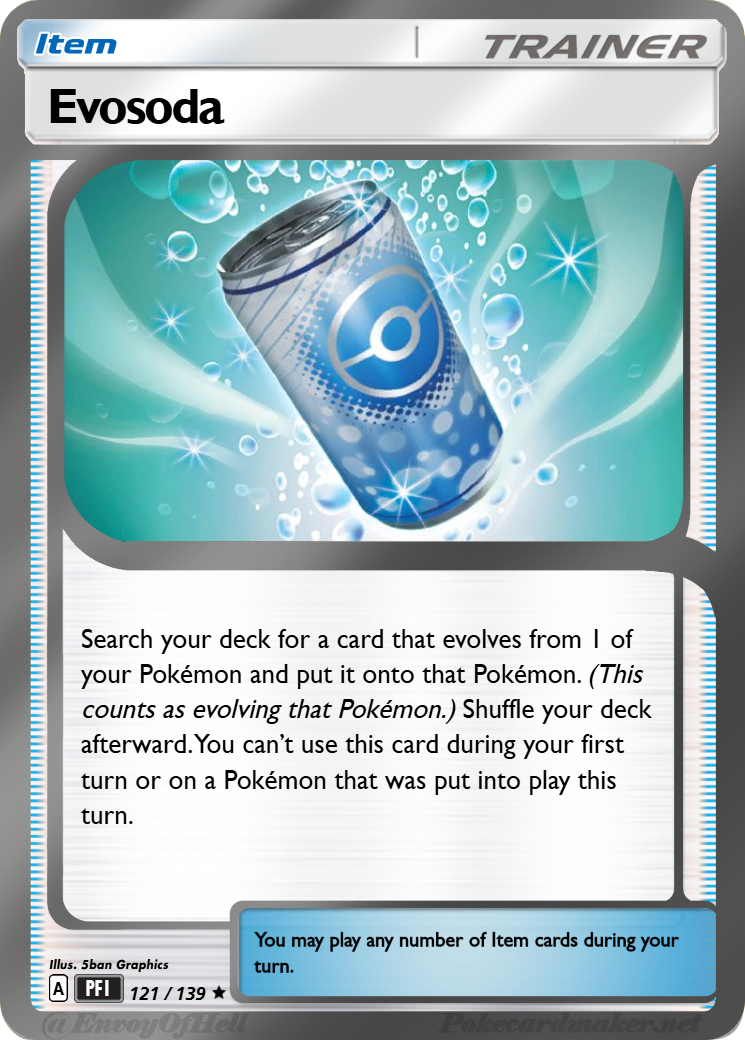 Item TRAINER
Evosoda
Search your deck for a card that evolves from 1 of
your Pokémon and put it onto that Pokémon. (This
counts as evolving that Pokémon.) Shuffle your deck
afterward.You can’t use this card during your first
turn or on a Pokémon that was put into play this
turn.
You may play any number of Item cards during your
turn.
Illus. 5ban Graphics
A PFI 121 / 139 ★
@EnvoyOfHell Pokecardmaker.net